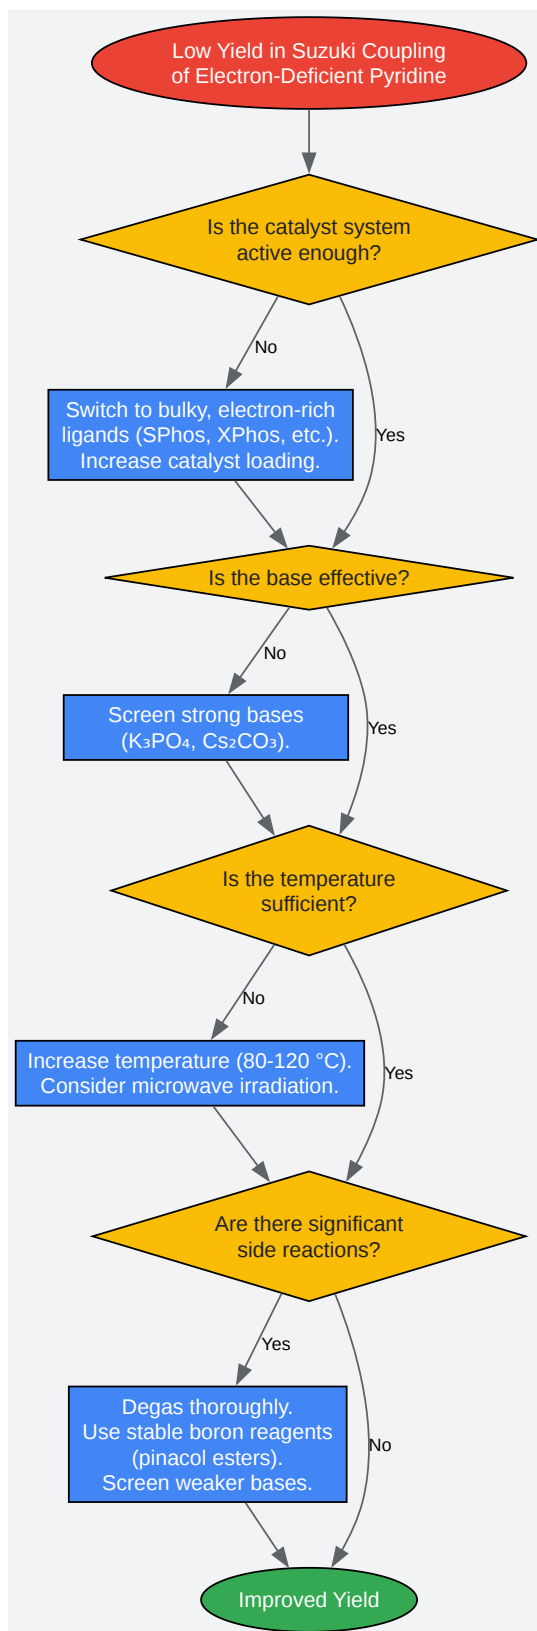 Low Yield in Suzuki Coupling
of Electron-Deficient Pyridine
Is the catalyst system
active enough?
No
Switch to bulky, electron-rich
ligands (SPhos, XPhos, etc.).
Increase catalyst loading.
Yes
Is the base effective?
No
Screen strong bases
(K₃PO₄, Cs₂CO₃).
Yes
Is the temperature
sufficient?
No
Increase temperature (80-120 °C).
Consider microwave irradiation.
Yes
Are there significant
side reactions?
Yes
Degas thoroughly.
Use stable boron reagents
(pinacol esters).
Screen weaker bases.
No
Improved Yield